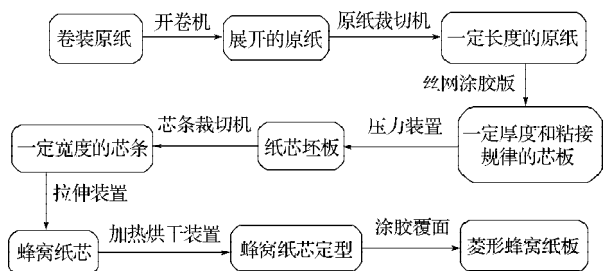 卷装原纸
开卷机
展开的原纸
原纸裁切机
一定长度的原纸
丝网涂胶版
一定厚度和粘接
规律的芯板
压力装置
纸芯坯板
芯条裁切机
一定宽度的芯条
拉伸装置
蜂窝纸芯
加热烘干装置
蜂窝纸芯定型
涂胶覆面
菱形蜂窝纸板